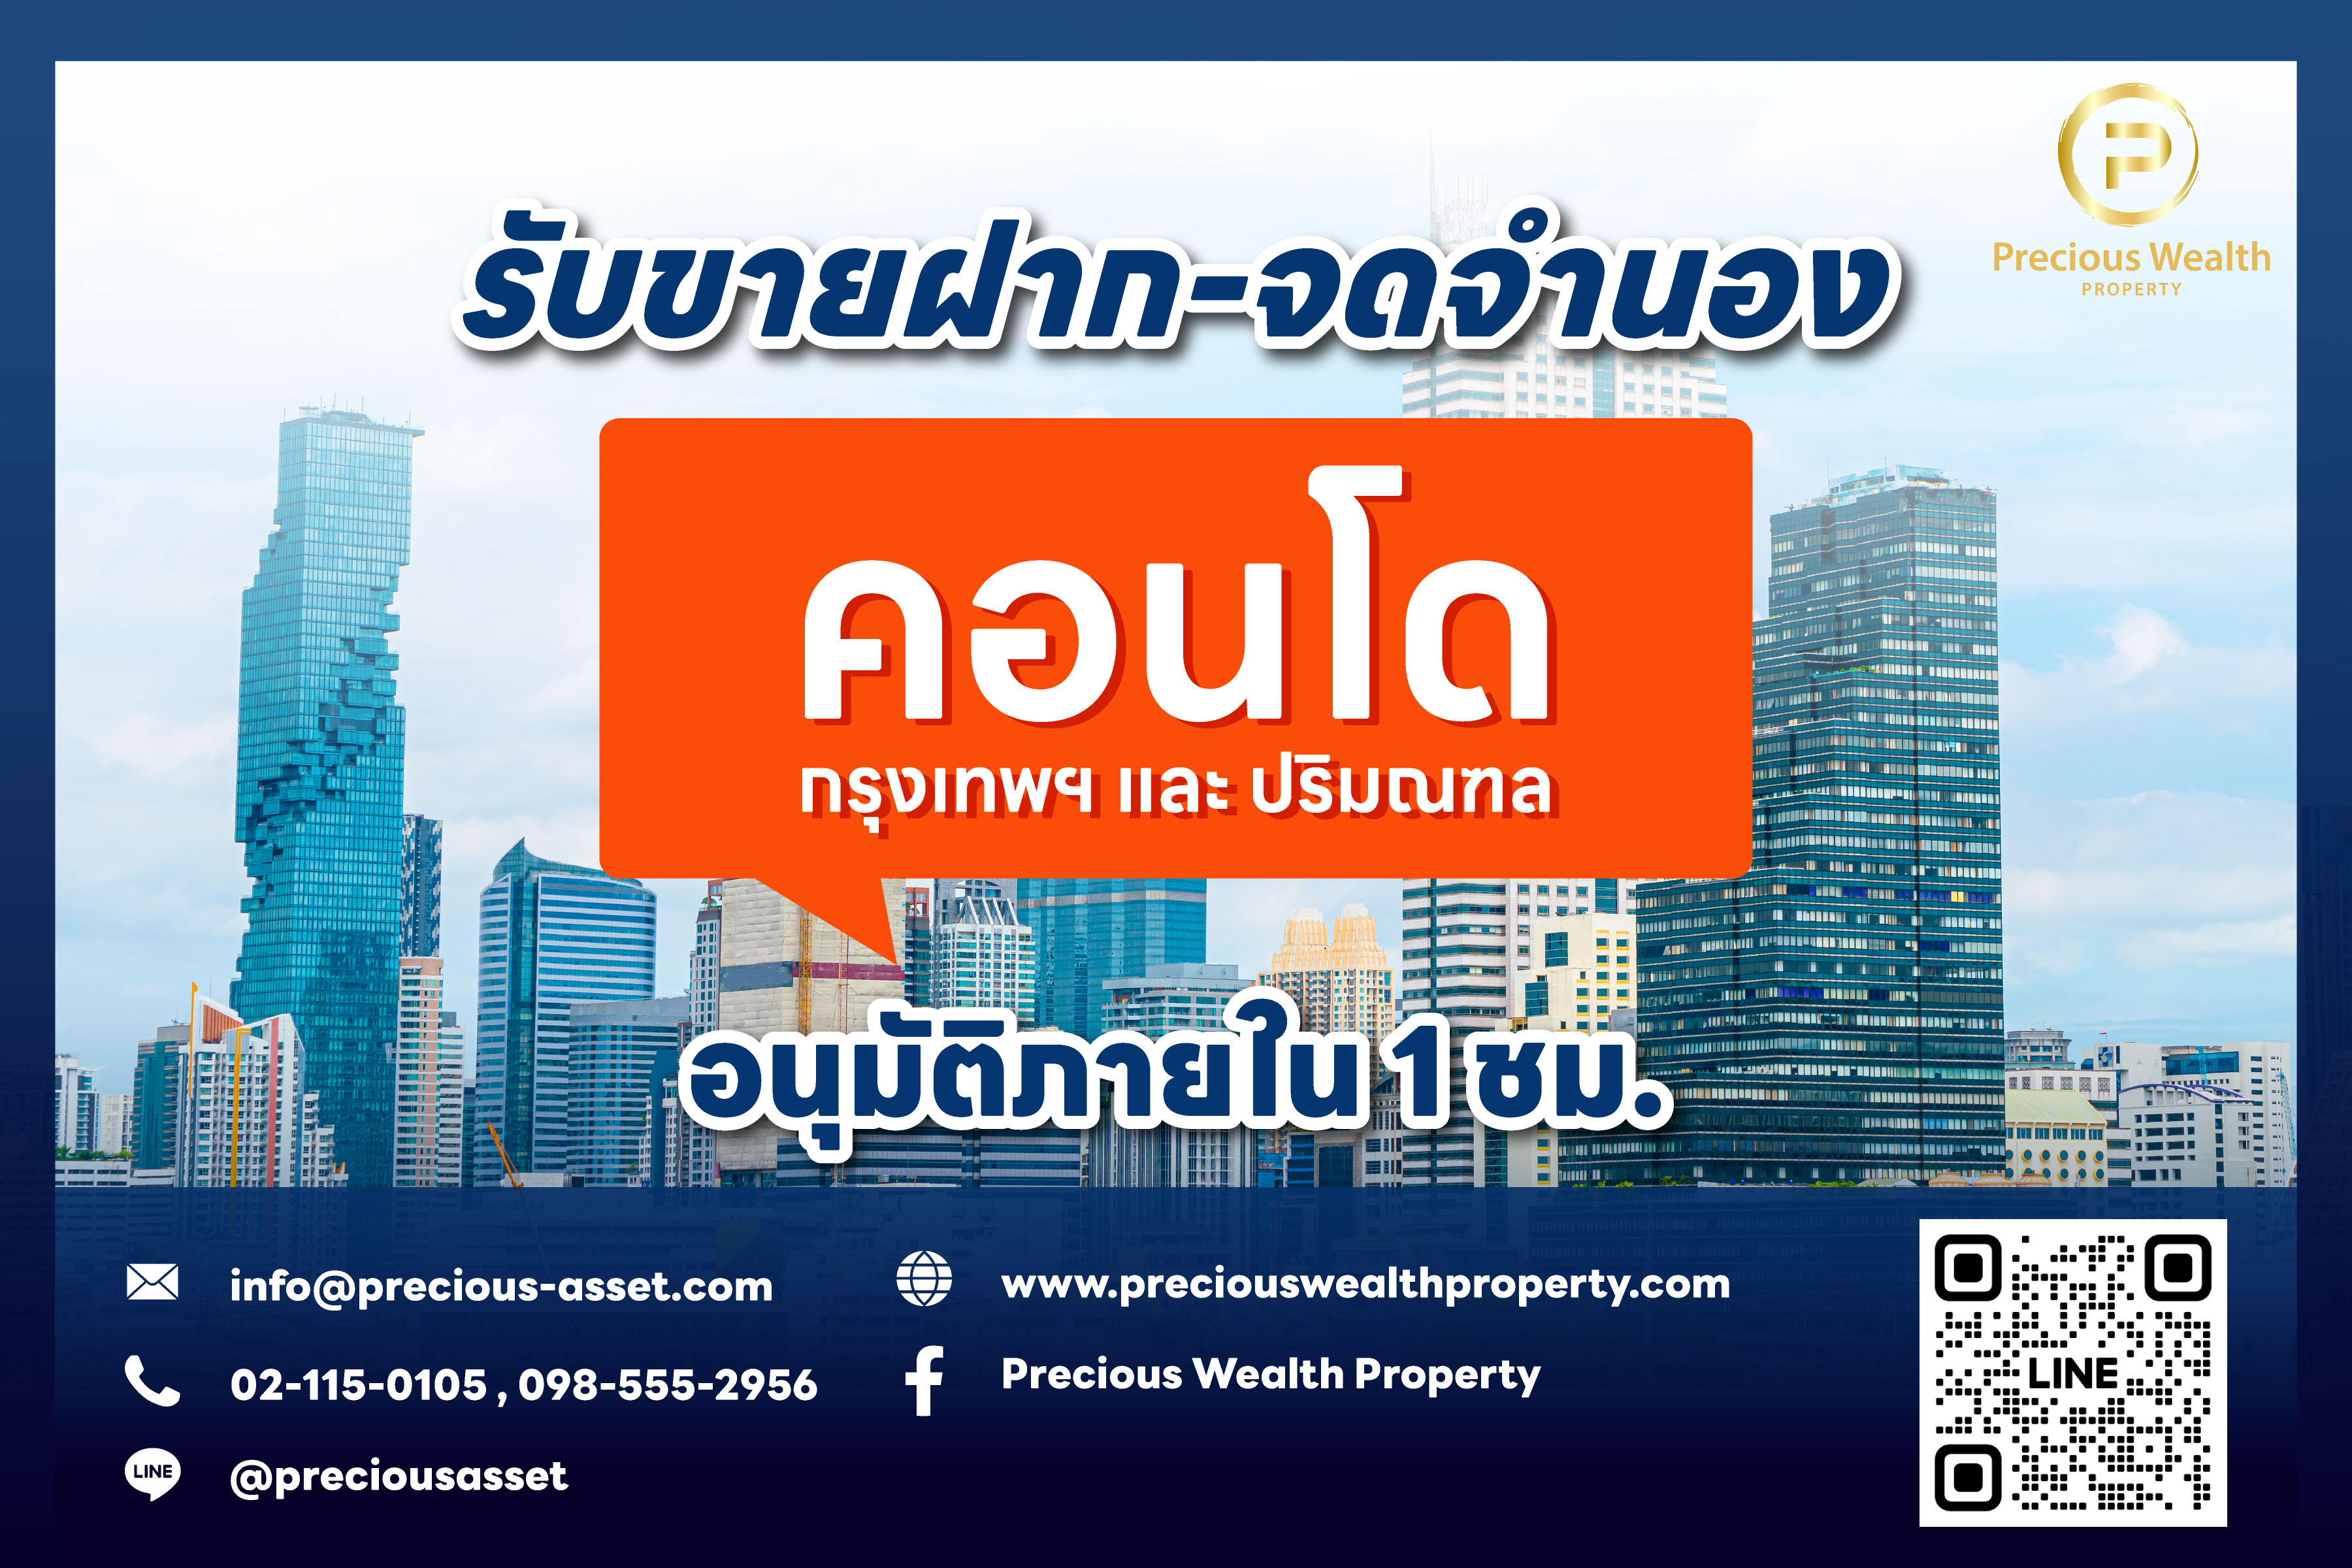 Precious Wealth
PROPERTY
รับขายฝาก-จดจำนอง
คอนโด
กรุงเทพฯ และ ปริมณฑล
อนุมัติภายใน 1 ชม.
info@precious-asset.com
www.preciouswealthproperty.com
02-115-0105 , 098-555-2956
Precious Wealth Property
LINE
@preciousasset
LINE